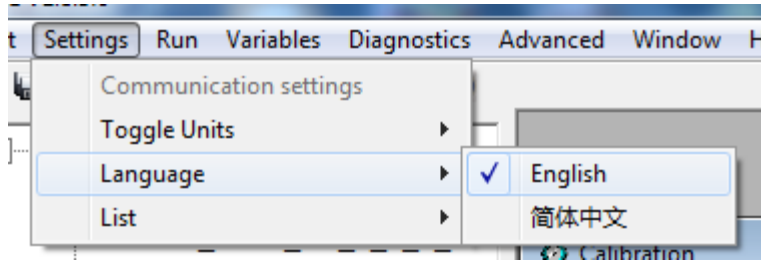 Settings Run Variables Diagnostics Advanced Window
Communication settings
Toggle Units
Language
English
List
简体中文
Calibration